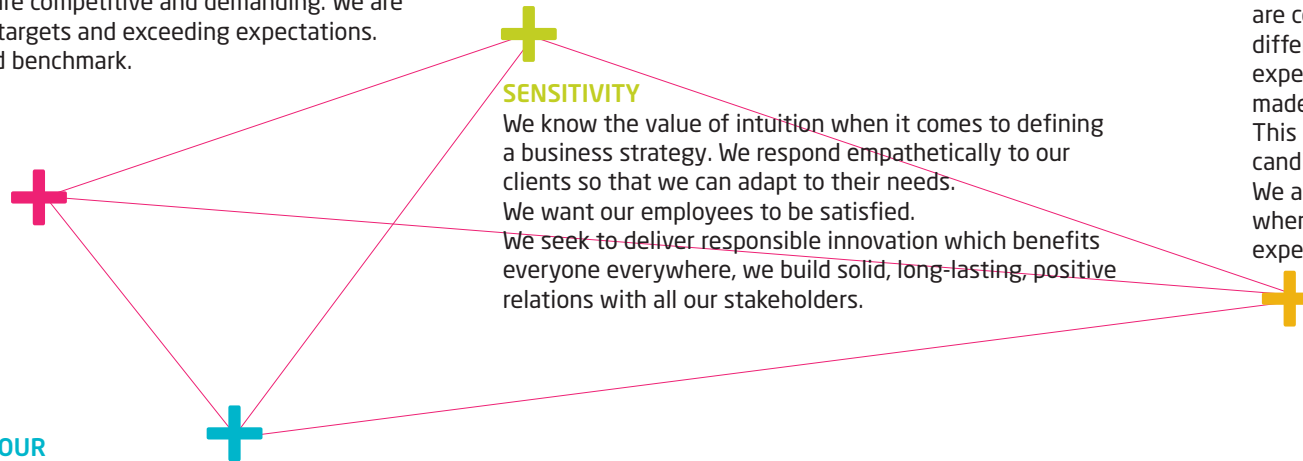 are competitive and demanding. We are
targets and exceeding expectations.
benchmark.
SENSITIVITY
We know the value of intuition when it comes to defining
a business strategy. We respond empathetically to our
clients so that we can adapt to their needs.
We want our employees to be satisfied.
We seek to deliver responsible innovation which benefits
everyone everywhere, we build solid, long-lasting, positive
relations with all our stakeholders.
are co
diffe
expe
made
This
cand
We a
when
expe
OUR